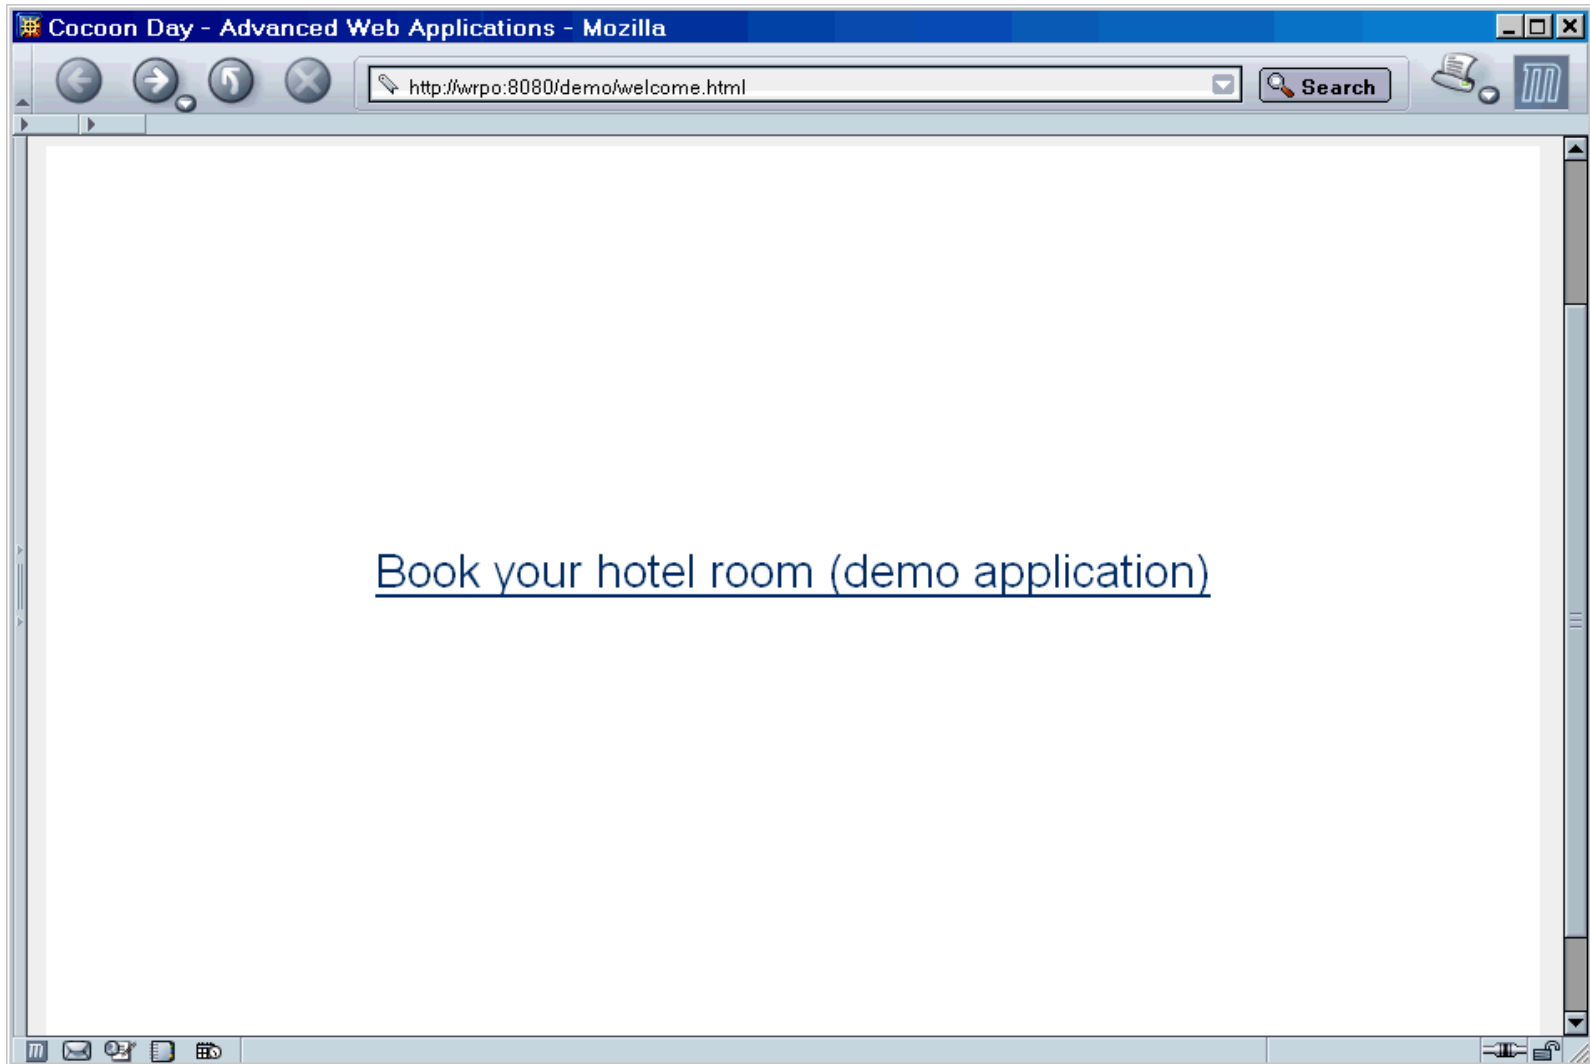 Cocoon Day - Advanced Web Applications - Mozilla
http://wrpo:8080/demo/welcome.html
Search
Book your hotel room (demo application)